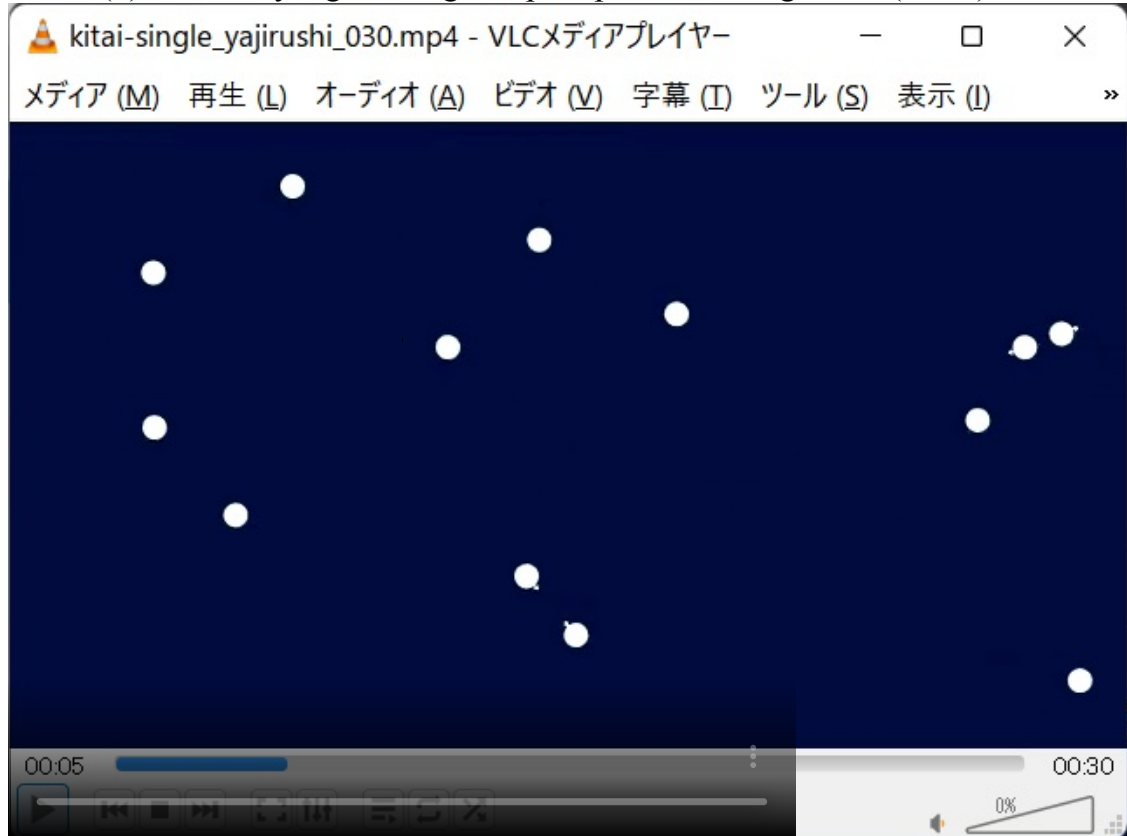 kitai-single_yajirushi_030.mp4 - VLCメディアプレイヤー
メディア (M) 再生 (L) オーディオ (A) ビデオ (V) 字幕 (T) ツール (S) 表示 (I) »
00:05 00:30
0%